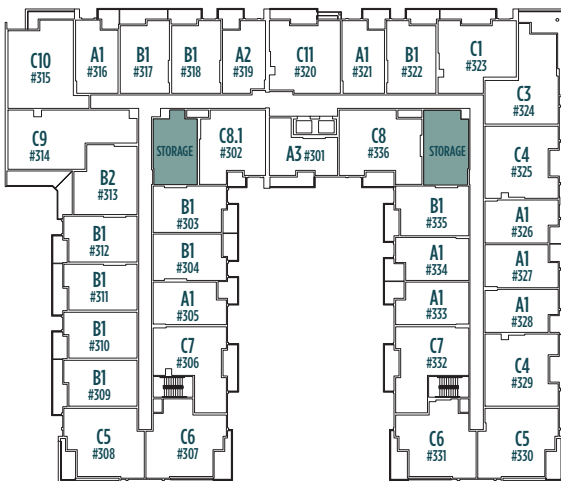 C10
#315
A1
#316
B1
#317
B1
#318
A2
#319
C11
#320
A1
#321
B1
#322
C1
#323
C3
#324
C9
#314
STORAGE
C8.1
#302
A3 #301
C8
#336
STORAGE
C4
#325
B2
#313
B1
#303
B1
#335
A1
#326
B1
#312
B1
#304
A1
#334
A1
#327
B1
#311
A1
#305
A1
#333
A1
#328
B1
#310
C7
#306
C7
#332
C4
#329
B1
#309
C5
#308
C6
#307
C6
#331
C5
#330